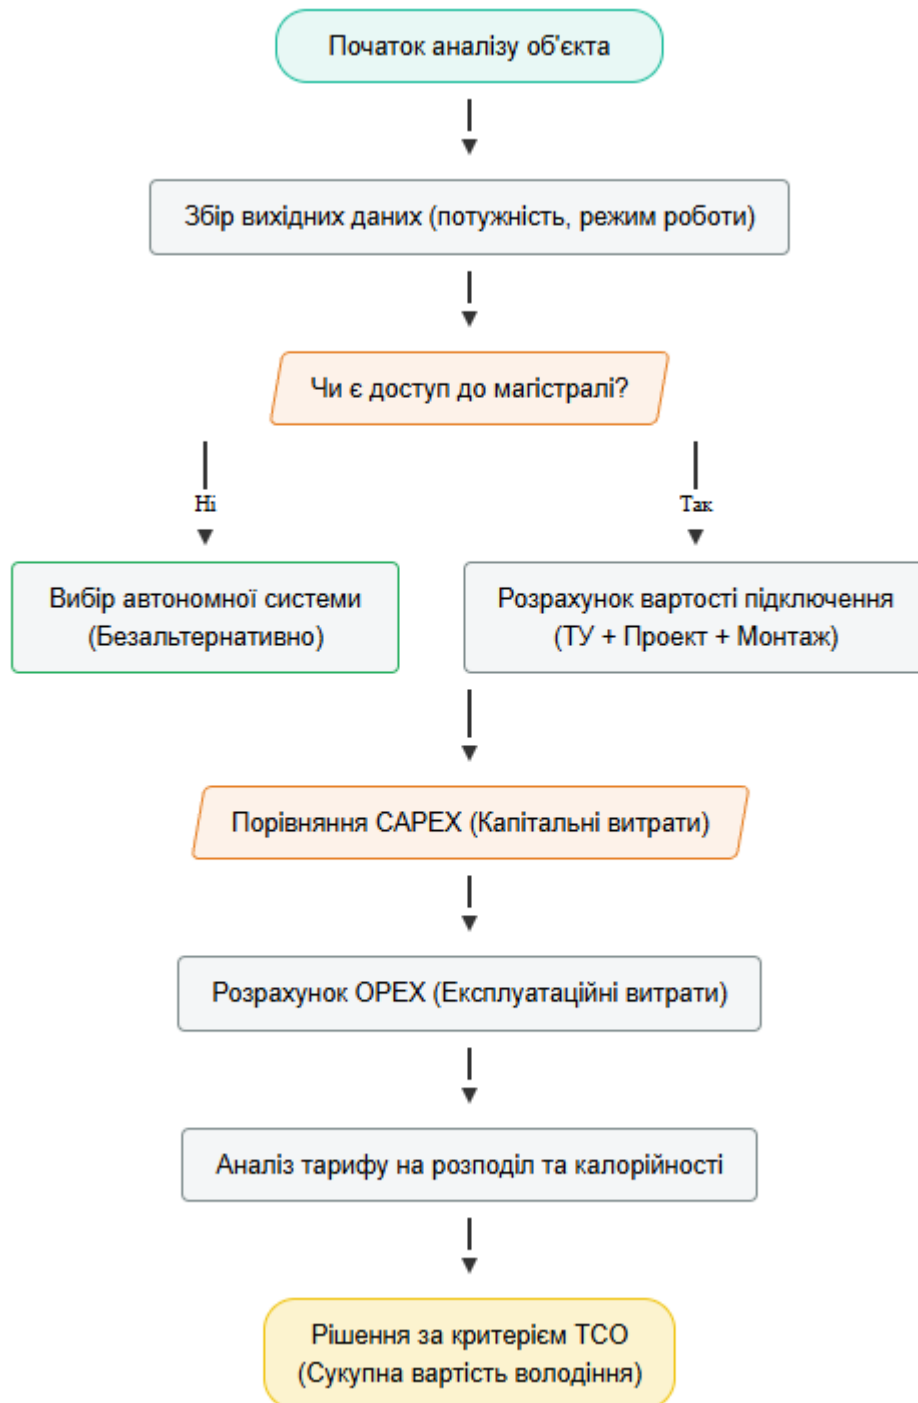 Початок аналізу об'єкта
Збір вихідних даних (потужність, режим роботи)
Чи є доступ до магістралі?
Ні
Так
Вибір автономної системи
(Безальтернативно)
Розрахунок вартості підключення
(ТУ + Проект + Монтаж)
Порівняння CAPEX (Капітальні витрати)
Розрахунок OPEX (Експлуатаційні витрати)
Аналіз тарифу на розподіл та калорійності
Рішення за критерієм TCO
(Сукупна вартість володіння)